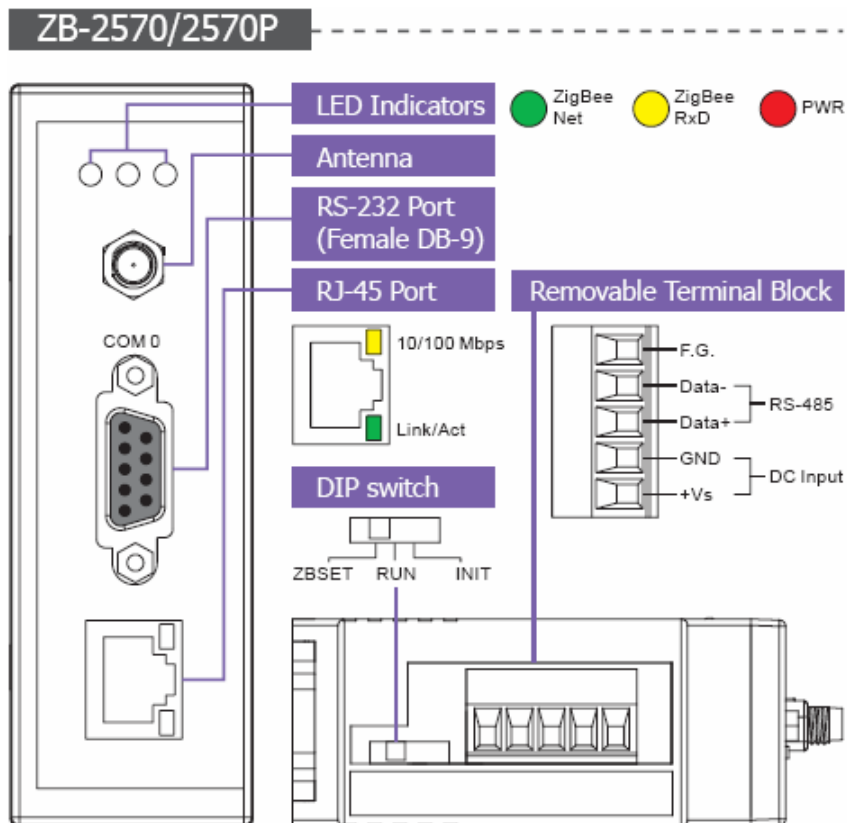 ZB-2570/2570P
LED Indicators
ZigBee
Net
ZigBee
RxD
PWR
Antenna
RS-232 Port
(Female DB-9)
RJ-45 Port
Removable Terminal Block
COM 0
10/100 Mbps
Link/Act
F.G.
Data-
Data+
RS-485
GND
+Vs
DC Input
DIP switch
ZBSET
RUN
INIT